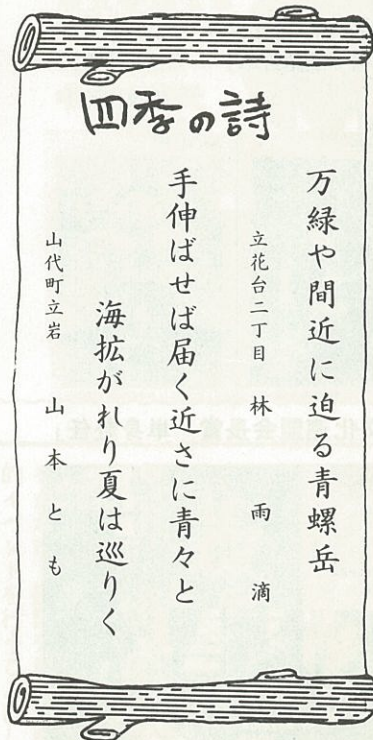 四季の詩
万緑や間近に迫る青螺岳
立花台二丁目 林 雨滴
手伸ばせば届く近さに青々と
海拡がれり夏は巡りく
山代町立岩 山本とも